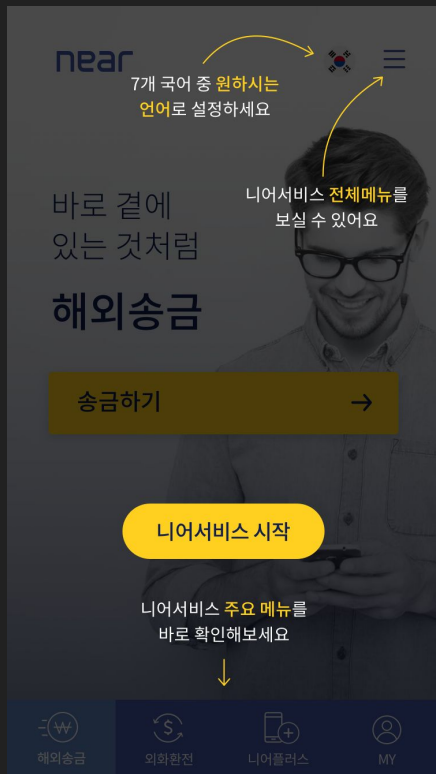 near
7개 국어 중 원하시는
언어로 설정하세요
니어서비스 전체메뉴를
보실 수 있어요
바로 곁에
있는 것처럼
해외송금
송금하기
니어서비스 시작
니어서비스 주요 메뉴를
바로 확인해보세요
해외송금
외화환전
니어플러스
MY